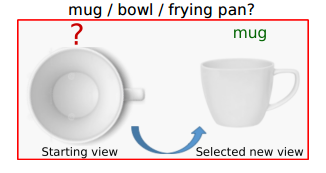 mug / bowl / frying pan?
?
mug
Starting view
Selected new view